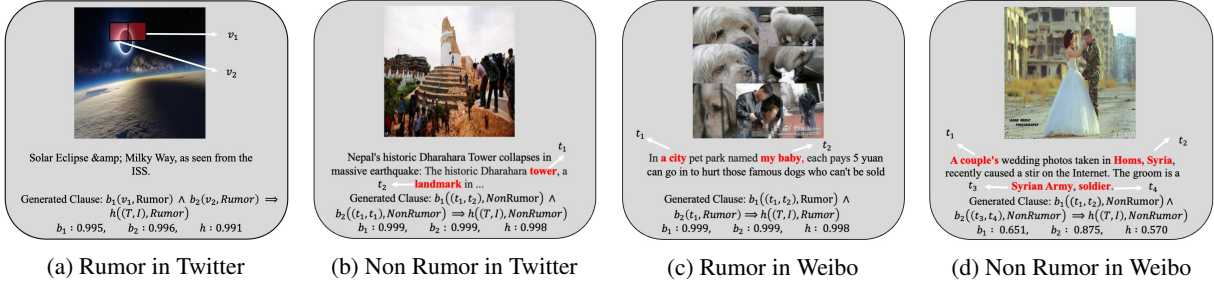 v₁
v₂
Solar Eclipse &amp; Milky Way, as seen from the
ISS.
Generated Clause: b₁(v₁,Rumor) ∧ b₂(v₂,Rumor) ⟹
h((T,I),Rumor)
b₁ : 0.995, b₂ : 0.996, h : 0.991
(a) Rumor in Twitter
t₁
Nepal's historic Dharahara Tower collapses in
massive earthquake: The historic Dharahara tower, a
t₂ landmark in ...
Generated Clause: b₁((t₁,t₂),NonRumor) ∧
b₂((t₁,t₁),NonRumor) ⟹ h((T,I),NonRumor)
b₁ : 0.999, b₂ : 0.999, h : 0.998
(b) Non Rumor in Twitter
t₁
t₂
In a city pet park named my baby, each pays 5 yuan
can go in to hurt those famous dogs who can't be sold
Generated Clause: b₁((t₁,t₂),Rumor) ∧
b₂(t₁,Rumor) ⟹ h((T,I),Rumor)
b₁ : 0.999, b₂ : 0.999, h : 0.998
(c) Rumor in Weibo
t₁
t₂
A couple's wedding photos taken in Homs, Syria,
recently caused a stir on the Internet. The groom is a
t₃ Syrian Army, soldier. t₄
Generated Clause: b₁((t₁,t₂),NonRumor) ∧
b₂((t₃,t₄),NonRumor) ⟹ h((T,I),NonRumor)
b₁ : 0.651, b₂ : 0.875, h : 0.570
(d) Non Rumor in Weibo